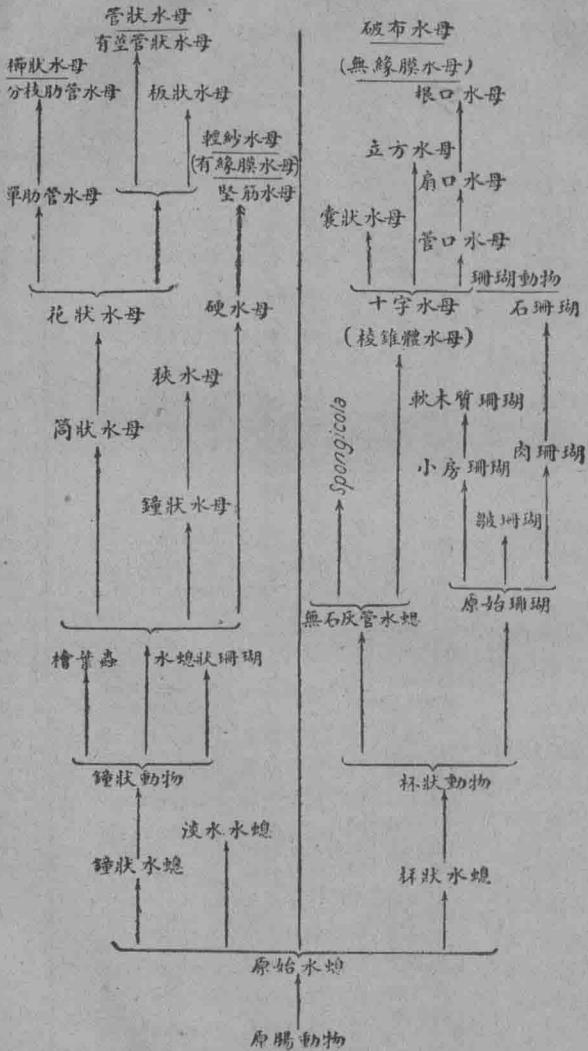 管狀水母
有莖管狀水母
櫛狀水母
分枝肋管水母
板狀水母
輕紗水母
(有緣膜水母)
堅筋水母
單肋管水母
花狀水母
硬水母
狹水母
筒狀水母
鐘狀水母
檜葉蟲
水螅狀珊瑚
鐘狀動物
淡水水螅
鐘狀水螅
破布水母
(無緣膜水母)
根口水母
立方水母
扇口水母
囊狀水母
管口水母
珊瑚動物
十字水母
石珊瑚
(棱錐體水母)
軟木質珊瑚
Spongicola
小房珊瑚
肉珊瑚
皺珊瑚
無石灰管水螅
原始珊瑚
杯狀動物
杯狀水螅
原始水螅
原腸動物